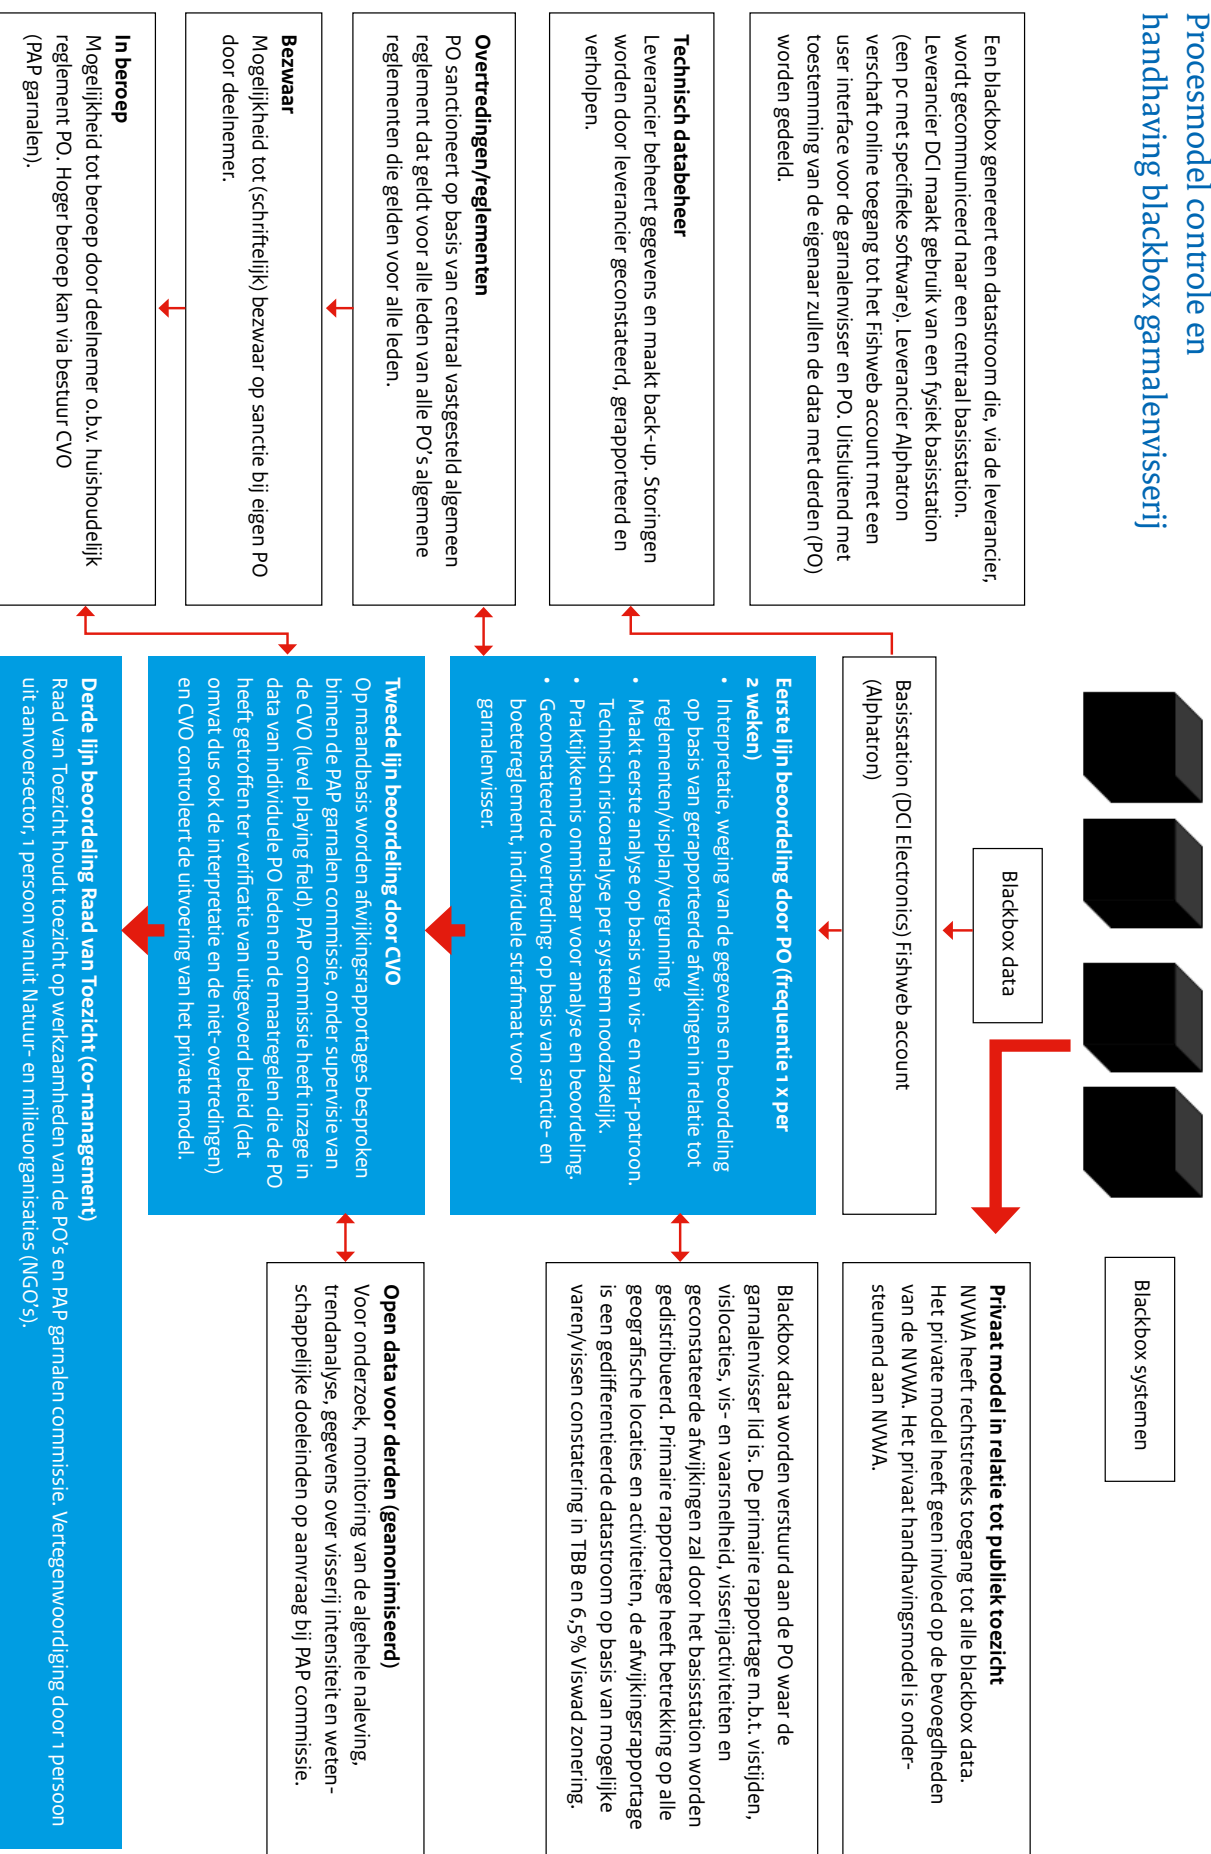 Procesmodel controle en
handhaving blackbox garnalenvisserij
Blackbox systemen
Een blackbox genereert een datastroom die, via de leverancier,
wordt gecommuniceerd naar een centraal basisstation.
Leverancier DCI maakt gebruik van een fysiek basisstation
(een pc met specifieke software). Leverancier Alphatron
verschaft online toegang tot het Fishweb account met een
user interface voor de garnalenvisser en PO. Uitsluitend met
toestemming van de eigenaar zullen de data met derden (PO)
worden gedeeld.
Blackbox data
Basisstation (DCI Electronics) Fishweb account
(Alphatron)
Privaat model in relatie tot publiek toezicht
NVWA heeft rechtstreeks toegang tot alle blackbox data.
Het private model heeft geen invloed op de bevoegdheden
van de NVWA. Het privaat handhavingsmodel is onder-
steunend aan NVWA.
Technisch databeheer
Leverancier beheert gegevens en maakt back-up. Storingen
worden door leverancier geconstateerd, gerapporteerd en
verholpen.
Eerste lijn beoordeling door PO (frequentie 1 x per
2 weken)
• Interpretatie, weging van de gegevens en beoordeling
op basis van gerapporteerde afwijkingen in relatie tot
reglementen/visplan/vergunning.
• Maakt eerste analyse op basis van vis- en vaar-patroon.
Technisch risicoanalyse per systeem noodzakelijk.
• Praktijkkennis onmisbaar voor analyse en beoordeling.
• Geconstateerde overtreding: op basis van sanctie- en
boetereglement, individuele strafmaat voor
garnalenvisser.
Blackbox data worden verstuurd aan de PO waar de
garnalenvisser lid is. De primaire rapportage m.b.t. vistijden,
vislocaties, vis- en vaarsnelheid, visserijactiviteiten en
geconstateerde afwijkingen zal door het basisstation worden
gedistribueerd. Primaire rapportage heeft betrekking op alle
geografische locaties en activiteiten, de afwijkingsrapportage
is een gedifferentieerde datastroom op basis van mogelijke
varen/vissen constatering in TBB en 6,5% Viswad zonering.
Overtredingen/reglementen
PO sanctioneert op basis van centraal vastgesteld algemeen
reglement dat geldt voor alle leden van alle PO's algemene
reglementen die gelden voor alle leden.
Bezwaar
Mogelijkheid tot (schriftelijk) bezwaar op sanctie bij eigen PO
door deelnemer.
Tweede lijn beoordeling door CVO
Op maandbasis worden afwijkingsrapportages besproken
binnen de PAP garnalen commissie, onder supervisie van
de CVO (level playing field). PAP commissie heeft inzage in
data van individuele PO leden en de maatregelen die de PO
heeft getroffen ter verificatie van uitgevoerd beleid (dat
omvat dus ook de interpretatie en de niet-overtredingen)
en CVO controleert de uitvoering van het private model.
Open data voor derden (geanonimiseerd)
Voor onderzoek, monitoring van de algehele naleving,
trendanalyse, gegevens over visserij intensiteit en weten-
schappelijke doeleinden op aanvraag bij PAP commissie.
In beroep
Mogelijkheid tot beroep door deelnemer o.b.v. huishoudelijk
reglement PO. Hoger beroep kan via bestuur CVO
(PAP garnalen).
Derde lijn beoordeling Raad van Toezicht (co-management)
Raad van Toezicht houdt toezicht op werkzaamheden van de PO's en PAP garnalen commissie. Vertegenwoordiging door 1 persoon
uit aanvoersector, 1 persoon vanuit Natuur- en milieuorganisaties (NGO's).